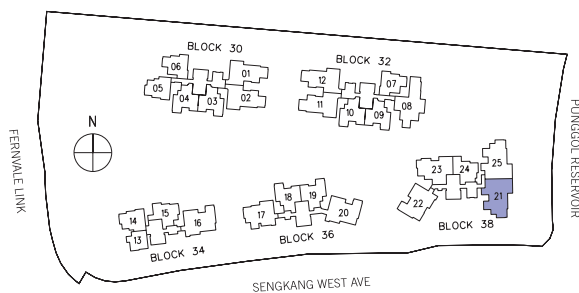 BLOCK 30
06
01
05
04
03
02
BLOCK 32
12
07
11
10
09
08
N
FERNVALE LINK
PUNGGOL RESERVOIR
23
24
25
22
21
BLOCK 38
14
15
16
13
BLOCK 34
18
19
17
20
BLOCK 36
SENGKANG WEST AVE